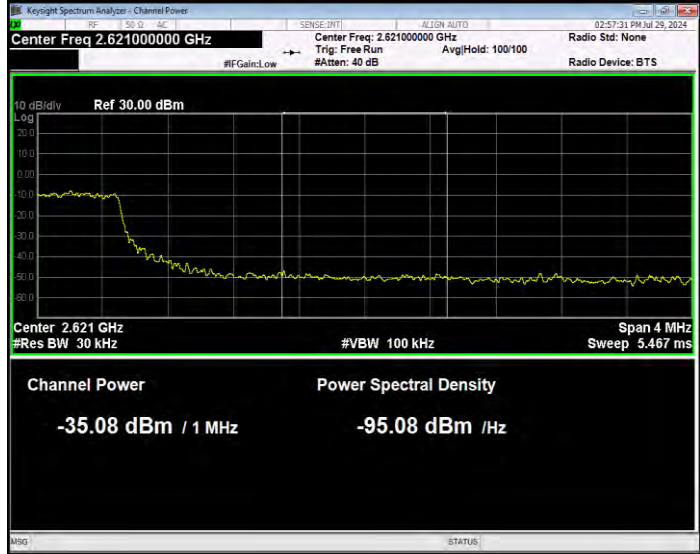 Keysight Spectrum Analyzer - Channel Power
RF 50 Ω AC SENSE:INT ALIGN AUTO 02:57:31 PM Jul 29, 2024
Center Freq 2.621000000 GHz
Center Freq: 2.621000000 GHz
Radio Std: None
Trig: Free Run Avg|Hold: 100/100
#IFGain:Low #Atten: 40 dB Radio Device: BTS
10 dB/div Ref 30.00 dBm
Log
20.0
10.0
0.00
-10.0
-20.0
-30.0
-40.0
-50.0
-60.0
Center 2.621 GHz Span 4 MHz
#Res BW 30 kHz #VBW 100 kHz Sweep 5.467 ms
Channel Power Power Spectral Density
-35.08 dBm / 1 MHz -95.08 dBm /Hz
MSG STATUS